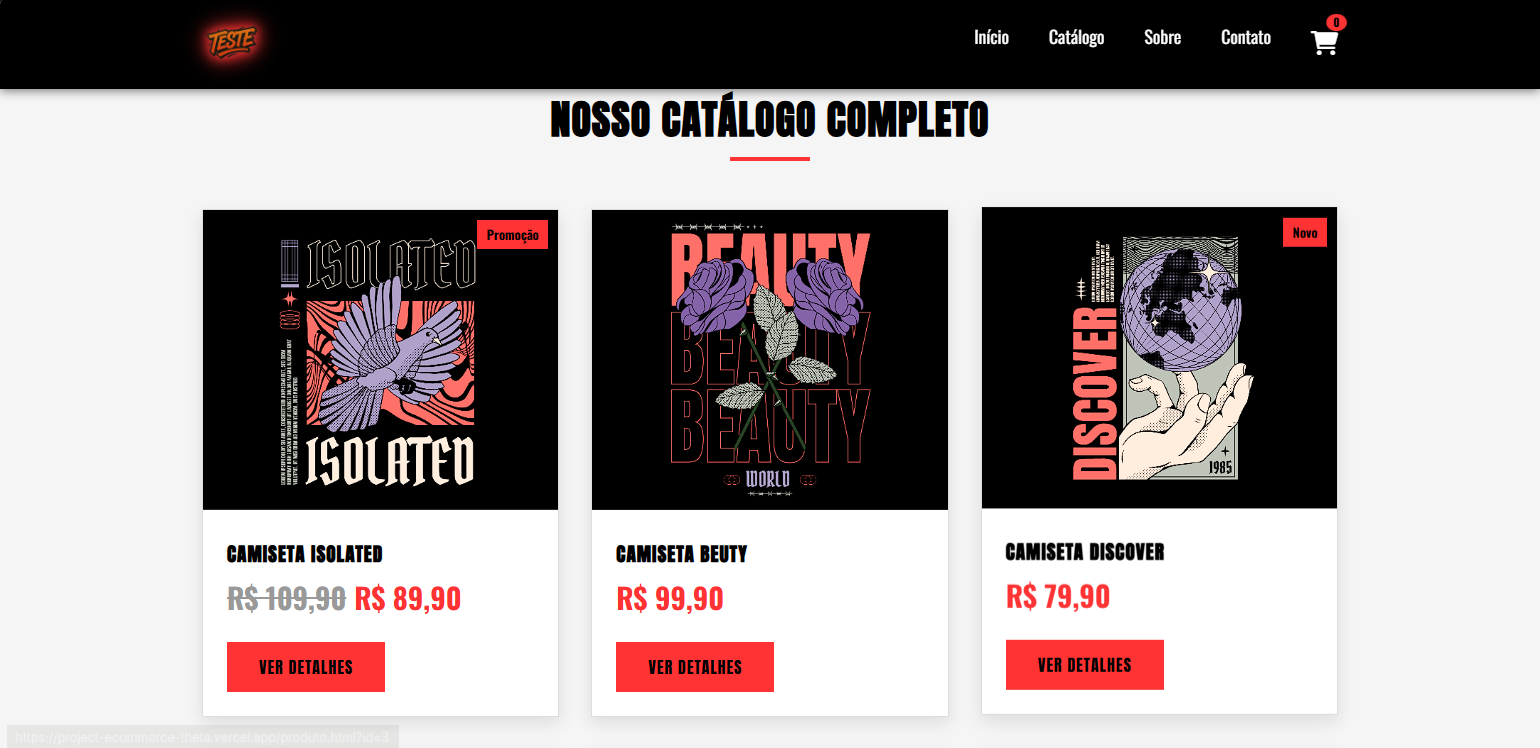 TESTE
Início
Catálogo
Sobre
Contato
0
NOSSO CATÁLOGO COMPLETO
Promoção
ISOLATED
ISOLATED
BEAUTY
BEAUTY
BEAUTY
WORLD
Novo
DISCOVER
1985
CAMISETA ISOLATED
R$ 109,90 R$ 89,90
VER DETALHES
CAMISETA BEUTY
R$ 99,90
VER DETALHES
CAMISETA DISCOVER
R$ 79,90
VER DETALHES
https://project-ecommerce-theta.vercel.app/produto.html?id=3